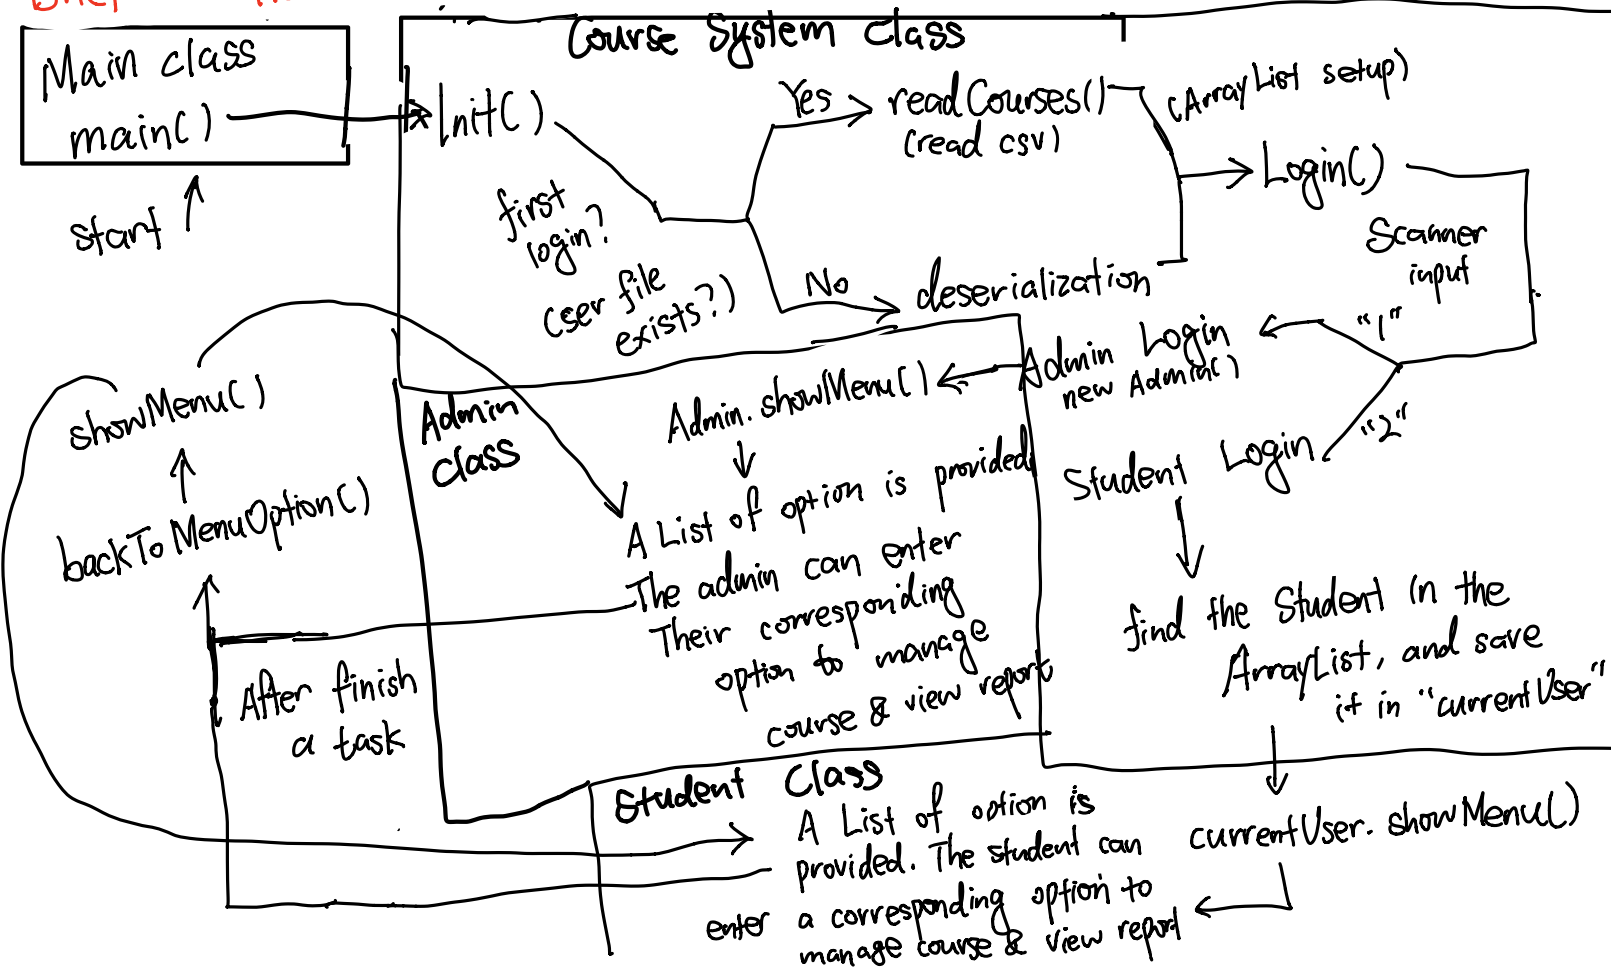 Main class
main()
start
Course System Class
Init()
first
login?
(ser file
exists?)
Yes
readCourses()
(read csv)
No
deserialization
(ArrayList setup)
Login()
Scanner
input
"1"
"2"
Admin Login
new Admin()
Student Login
find the Student in the
ArrayList, and save
it in "currentUser"
currentUser. showMenu()
Admin
class
Admin. showMenu()
A List of option is provided
The admin can enter
Their corresponding
option to manage
course & view report
showMenu()
backToMenuOption()
After finish
a task
Student Class
A List of option is
provided. The student can
enter a corresponding option to
manage course & view report